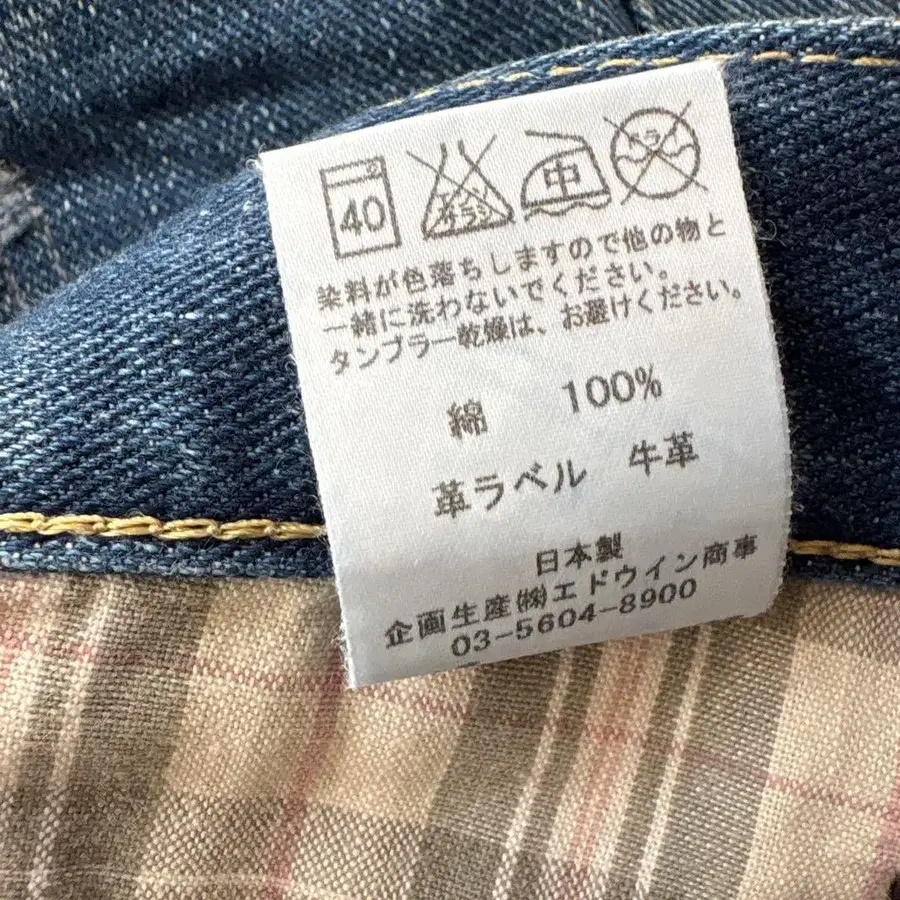 40
エンソサラシ
中
ドライ
染料が色落ちしますので他の物と
一緒に洗わないでください。
タンブラー乾燥は、お避けください。
綿 100%
革ラベル 牛革
日本製
企画生産㈱エドウイン商事
03-5604-8900